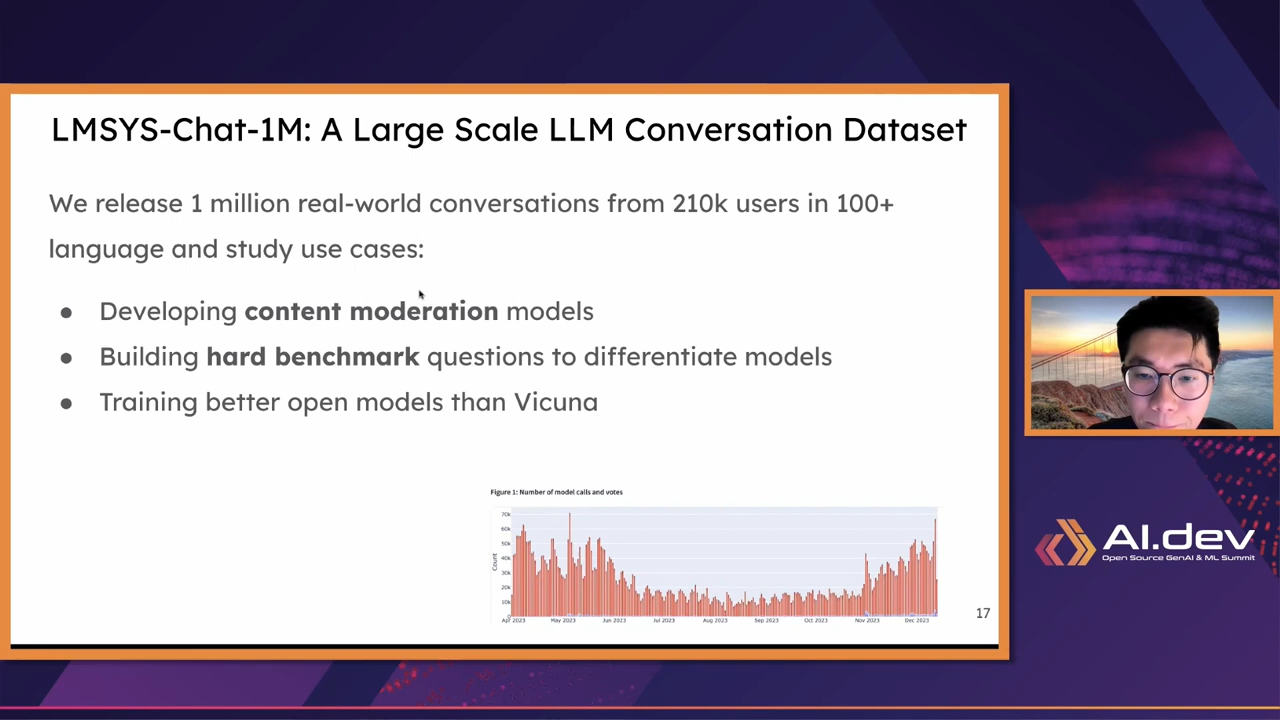 LMSYS-Chat-1M: A Large Scale LLM Conversation Dataset
We release 1 million real-world conversations from 210k users in 100+
language and study use cases:
● Developing content moderation models
● Building hard benchmark questions to differentiate models
● Training better open models than Vicuna
Figure 1: Number of model calls and votes
70k
60k
50k
40k
30k
20k
10k
0
Count
Apr 2023 May 2023 Jun 2023 Jul 2023 Aug 2023 Sep 2023 Oct 2023 Nov 2023 Dec 2023
17
AI.dev
Open Source GenAI & ML Summit